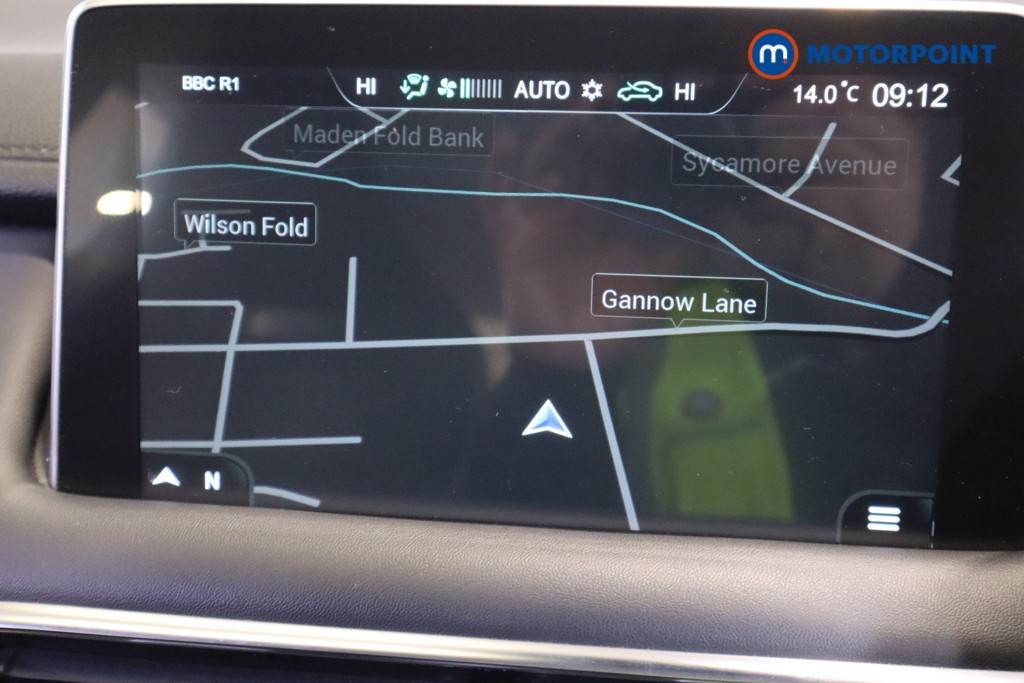 m MOTORPOINT
BBC R1 HI AUTO HI 14.0°C 09:12
Maden Fold Bank
Sycamore Avenue
Wilson Fold
Gannow Lane
N